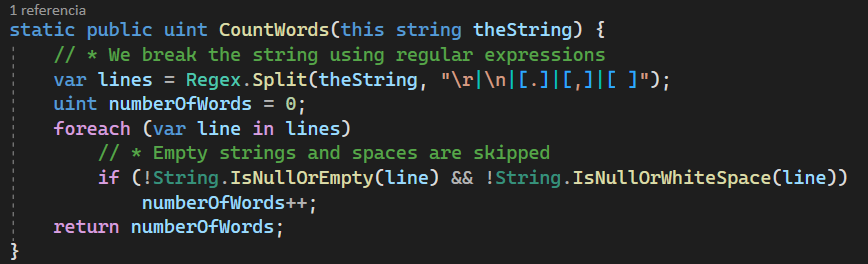 1 referencia
static public uint CountWords(this string theString) {
// * We break the string using regular expressions
var lines = Regex.Split(theString, "\r|\n|[.]|[,]|[ ]");
uint numberOfWords = 0;
foreach (var line in lines)
// * Empty strings and spaces are skipped
if (!String.IsNullOrEmpty(line) && !String.IsNullOrWhiteSpace(line))
numberOfWords++;
return numberOfWords;
}